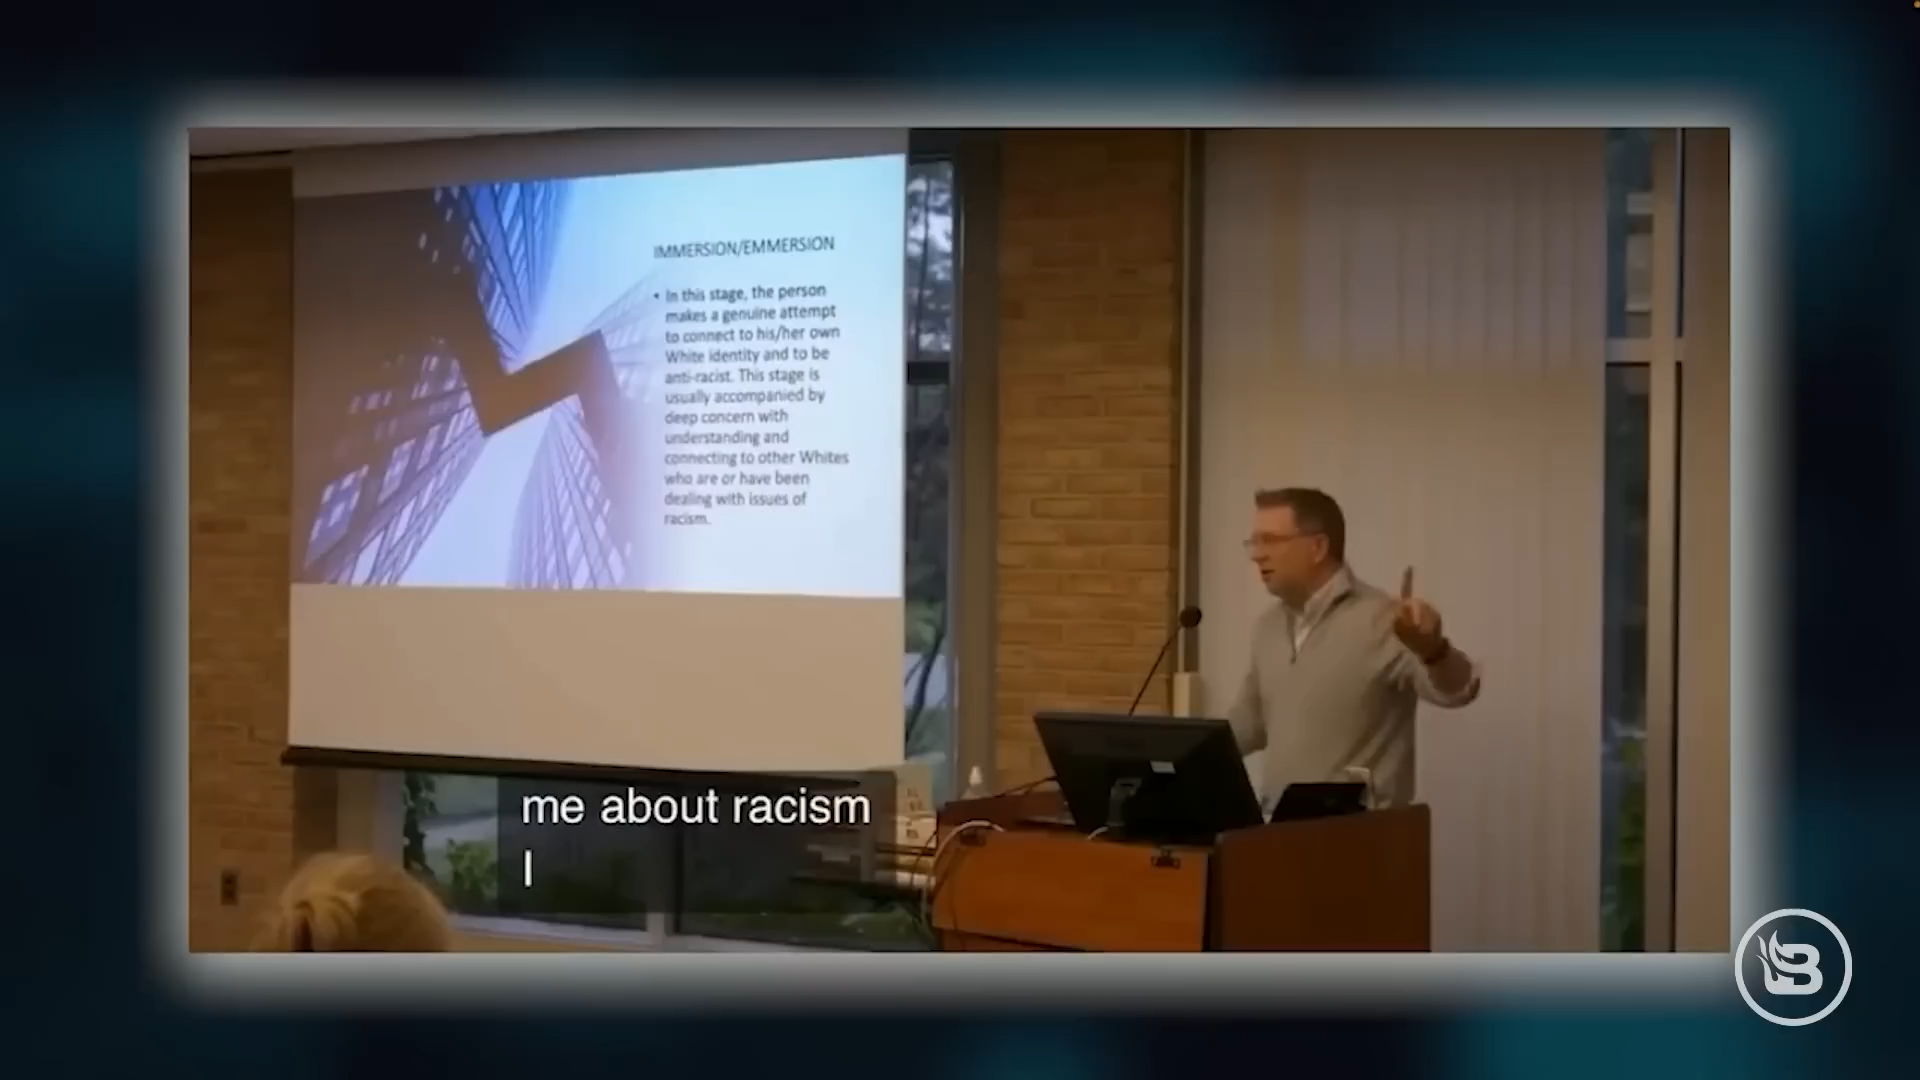 IMMERSION/EMMERSION
• In this stage, the person
makes a genuine attempt
to connect to his/her own
White identity and to be
anti-racist. This stage is
usually accompanied by
deep concern with
understanding and
connecting to other Whites
who are or have been
dealing with issues of
racism.
me about racism
I
B